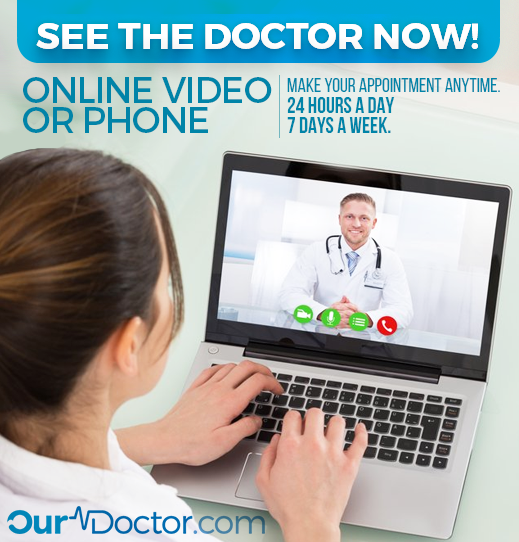 SEE THE DOCTOR NOW!
ONLINE VIDEO
OR PHONE
MAKE YOUR APPOINTMENT ANYTIME.
24 HOURS A DAY
7 DAYS A WEEK.
OurDoctor.com